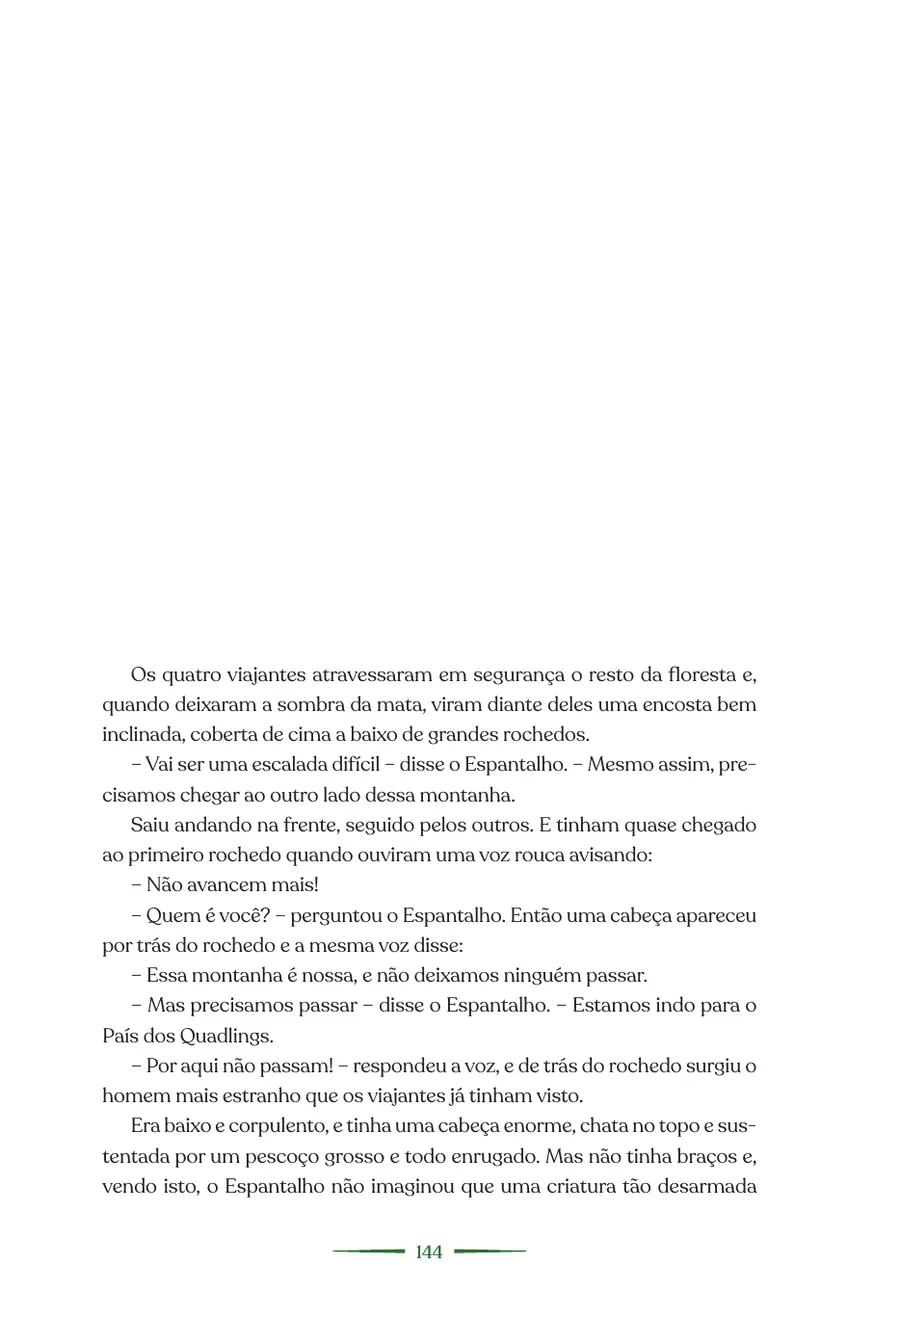 Os quatro viajantes atravessaram em segurança o resto da floresta e,
quando deixaram a sombra da mata, viram diante deles uma encosta bem
inclinada, coberta de cima a baixo de grandes rochedos.
– Vai ser uma escalada difícil – disse o Espantalho. – Mesmo assim, pre-
cisamos chegar ao outro lado dessa montanha.
Saiu andando na frente, seguido pelos outros. E tinham quase chegado
ao primeiro rochedo quando ouviram uma voz rouca avisando:
– Não avancem mais!
– Quem é você? – perguntou o Espantalho. Então uma cabeça apareceu
por trás do rochedo e a mesma voz disse:
– Essa montanha é nossa, e não deixamos ninguém passar.
– Mas precisamos passar – disse o Espantalho. – Estamos indo para o
País dos Quadlings.
– Por aqui não passam! – respondeu a voz, e de trás do rochedo surgiu o
homem mais estranho que os viajantes já tinham visto.
Era baixo e corpulento, e tinha uma cabeça enorme, chata no topo e sus-
tentada por um pescoço grosso e todo enrugado. Mas não tinha braços e,
vendo isto, o Espantalho não imaginou que uma criatura tão desarmada
144